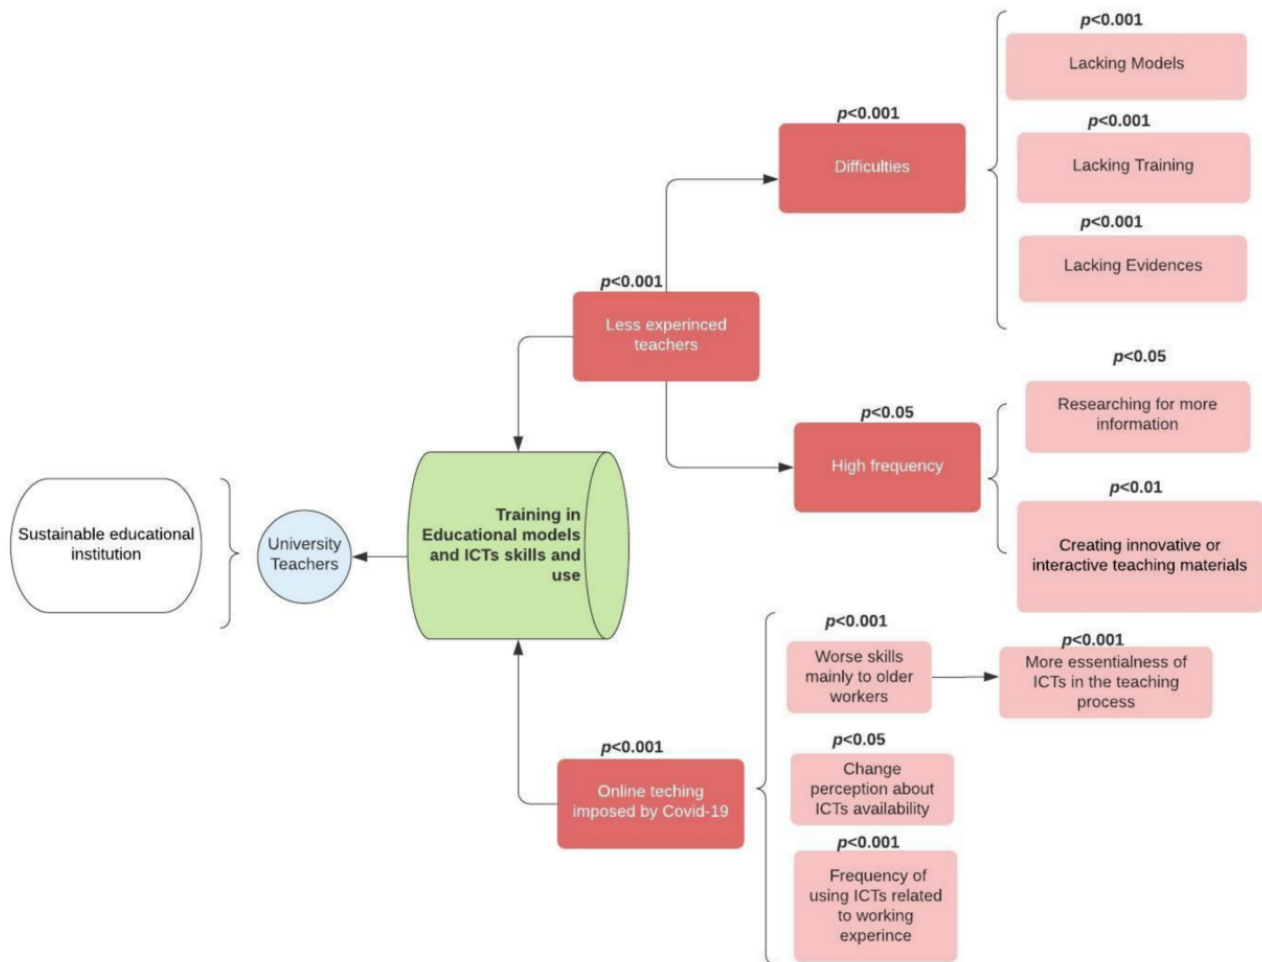 p<0.001
Lacking Models
p<0.001
Difficulties
p<0.001
Lacking Training
p<0.001
Lacking Evidences
p<0.001
Less experinced
teachers
p<0.05
Researching for more
information
p<0.05
High frequency
p<0.01
Creating innovative or
interactive teaching materials
Sustainable educational
institution
University
Teachers
Training in
Educational models
and ICTs skills and
use
p<0.001
Worse skills
mainly to older
workers
p<0.001
More essentialness of
ICTs in the teaching
process
p<0.001
Online teching
imposed by Covid-19
p<0.05
Change
perception about
ICTs availability
p<0.001
Frequency of
using ICTs related
to working
experince